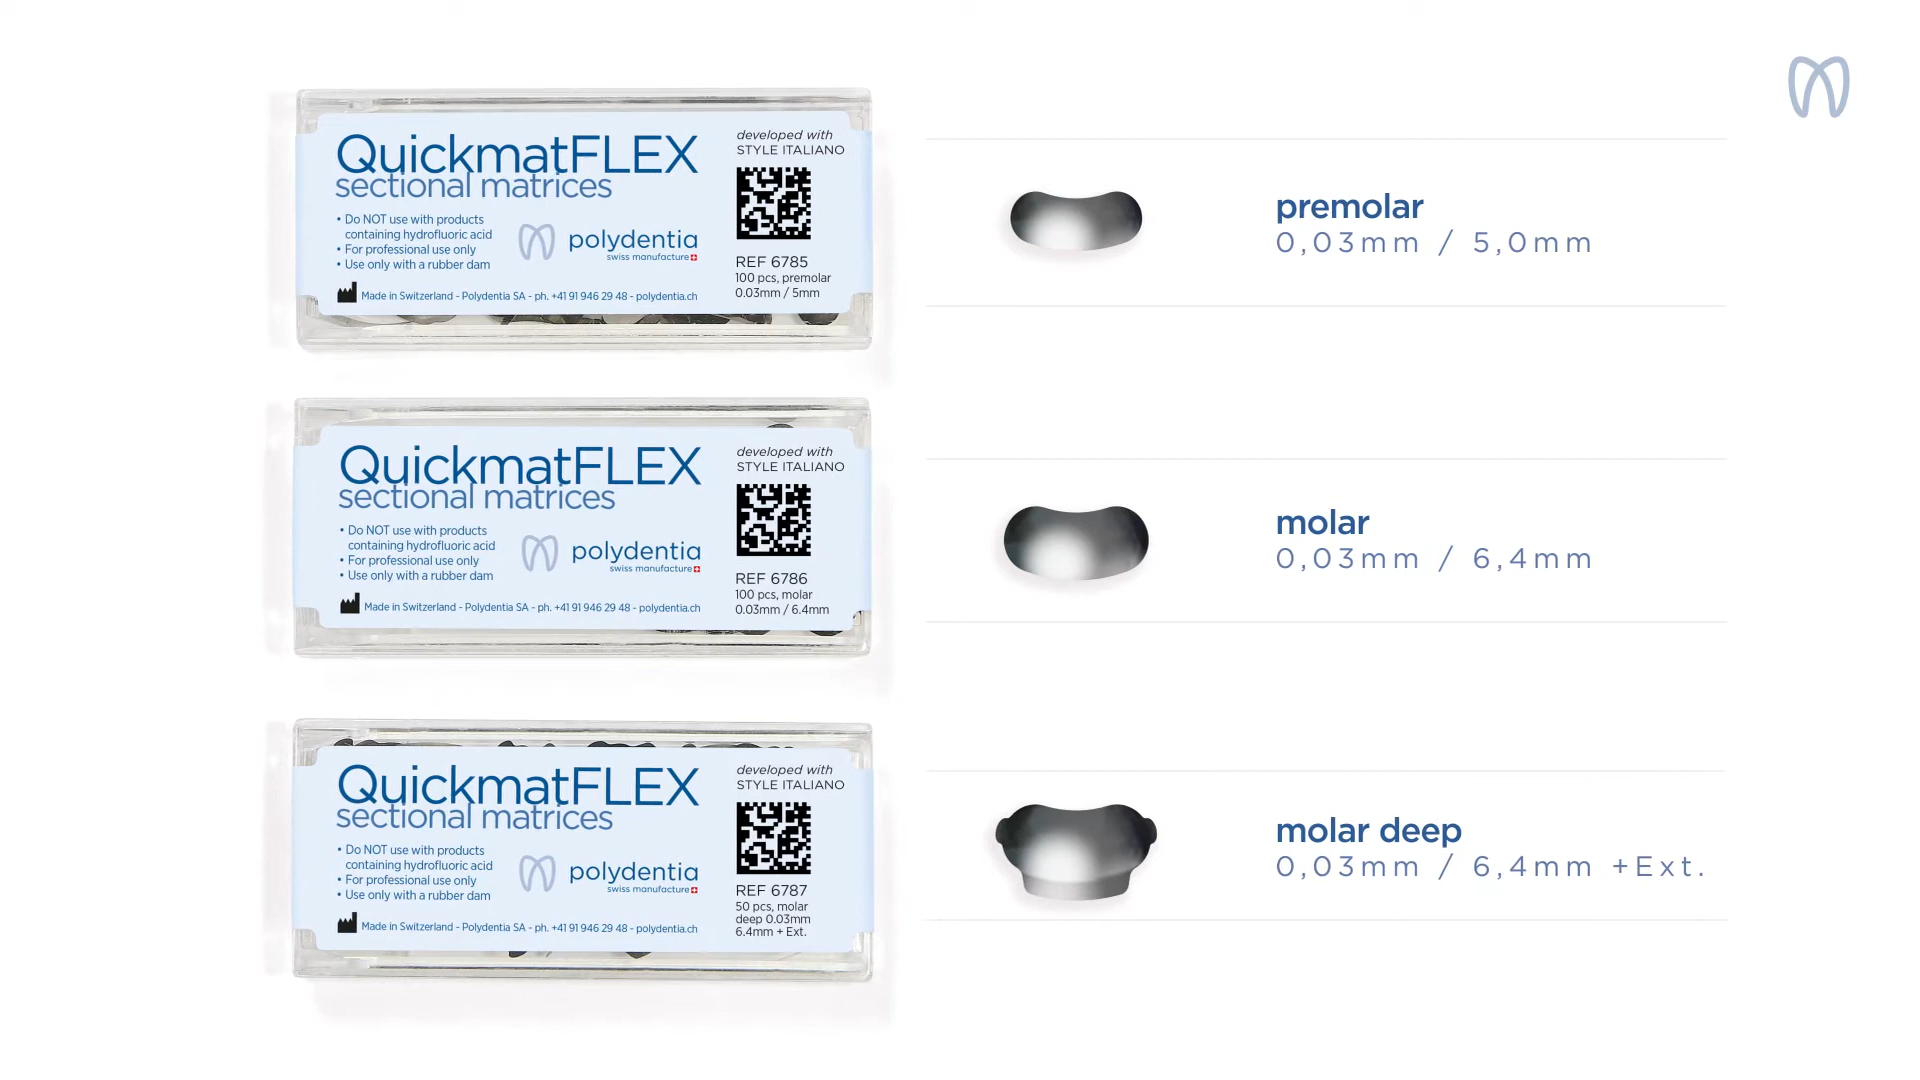 QuickmatFLEX
sectional matrices
• Do NOT use with products
containing hydrofluoric acid
• For professional use only
• Use only with a rubber dam
polydentia
swiss manufacture
Made in Switzerland - Polydentia SA - ph. +41 91 946 29 48 - polydentia.ch
developed with
STYLE ITALIANO
REF 6785
100 pcs, premolar
0.03mm / 5mm
premolar
0,03mm / 5,0mm
QuickmatFLEX
sectional matrices
• Do NOT use with products
containing hydrofluoric acid
• For professional use only
• Use only with a rubber dam
polydentia
swiss manufacture
Made in Switzerland - Polydentia SA - ph. +41 91 946 29 48 - polydentia.ch
developed with
STYLE ITALIANO
REF 6786
100 pcs, molar
0.03mm / 6.4mm
molar
0,03mm / 6,4mm
QuickmatFLEX
sectional matrices
• Do NOT use with products
containing hydrofluoric acid
• For professional use only
• Use only with a rubber dam
polydentia
swiss manufacture
Made in Switzerland - Polydentia SA - ph. +41 91 946 29 48 - polydentia.ch
developed with
STYLE ITALIANO
REF 6787
50 pcs, molar
deep 0.03mm
6.4mm + Ext.
molar deep
0,03mm / 6,4mm +Ext.